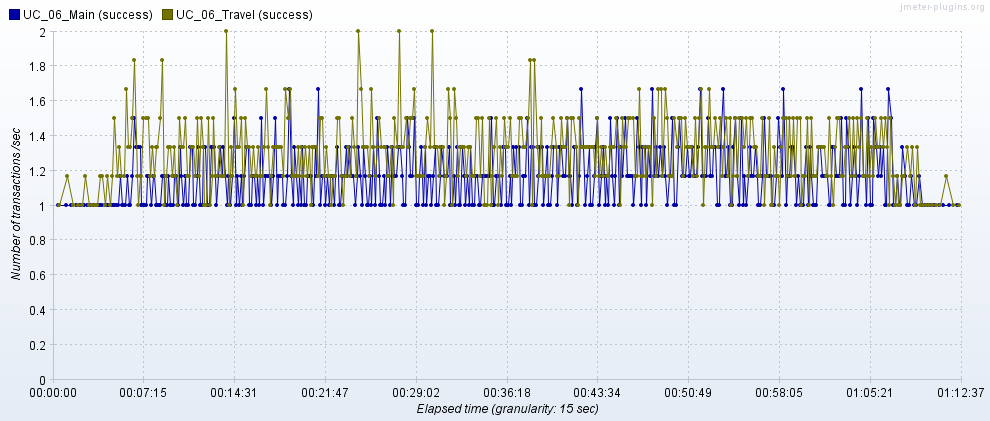 UC_06_Main (success) UC_06_Travel (success)
jmeter-plugins.org
Number of transactions/sec
2
1.8
1.6
1.4
1.2
1
0.8
0.6
0.4
0.2
0
00:00:00 00:07:15 00:14:31 00:21:47 00:29:02 00:36:18 00:43:34 00:50:49 00:58:05 01:05:21 01:12:37
Elapsed time (granularity: 15 sec)